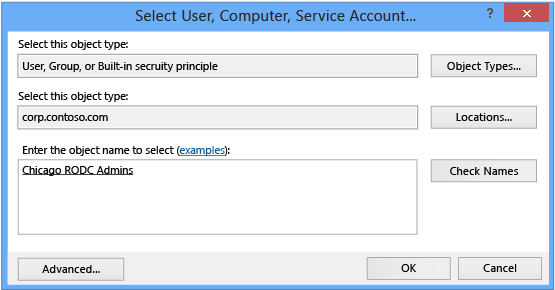 Select User, Computer, Service Account...
?
x
Select this object type:
User, Group, or Built-in secruity principle
Object Types...
Select this object type:
corp.contoso.com
Locations...
Enter the object name to select (examples):
Chicago RODC Admins
Check Names
Advanced...
OK
Cancel